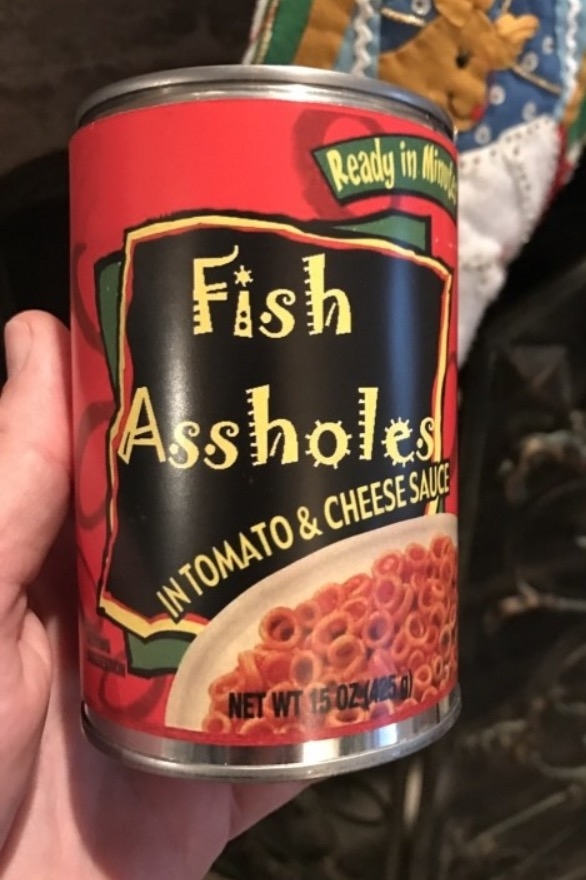 Ready in Minutes
Fish
Assholes
IN TOMATO & CHEESE SAUCE
NET WT 15 OZ (425 g)